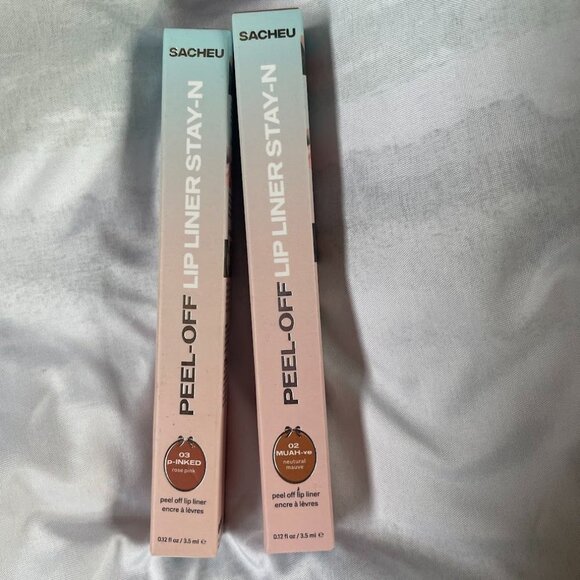 SACHEU
PEEL-OFF LIP LINER STAY-N
03
p-INKED
rose pink
peel off lip liner
encre à lèvres
0.12 fl oz / 3.5 ml e
SACHEU
PEEL-OFF LIP LINER STAY-N
02
MUAH-ve
neutural
mauve
peel off lip liner
encre à lèvres
0.12 fl oz / 3.5 ml e